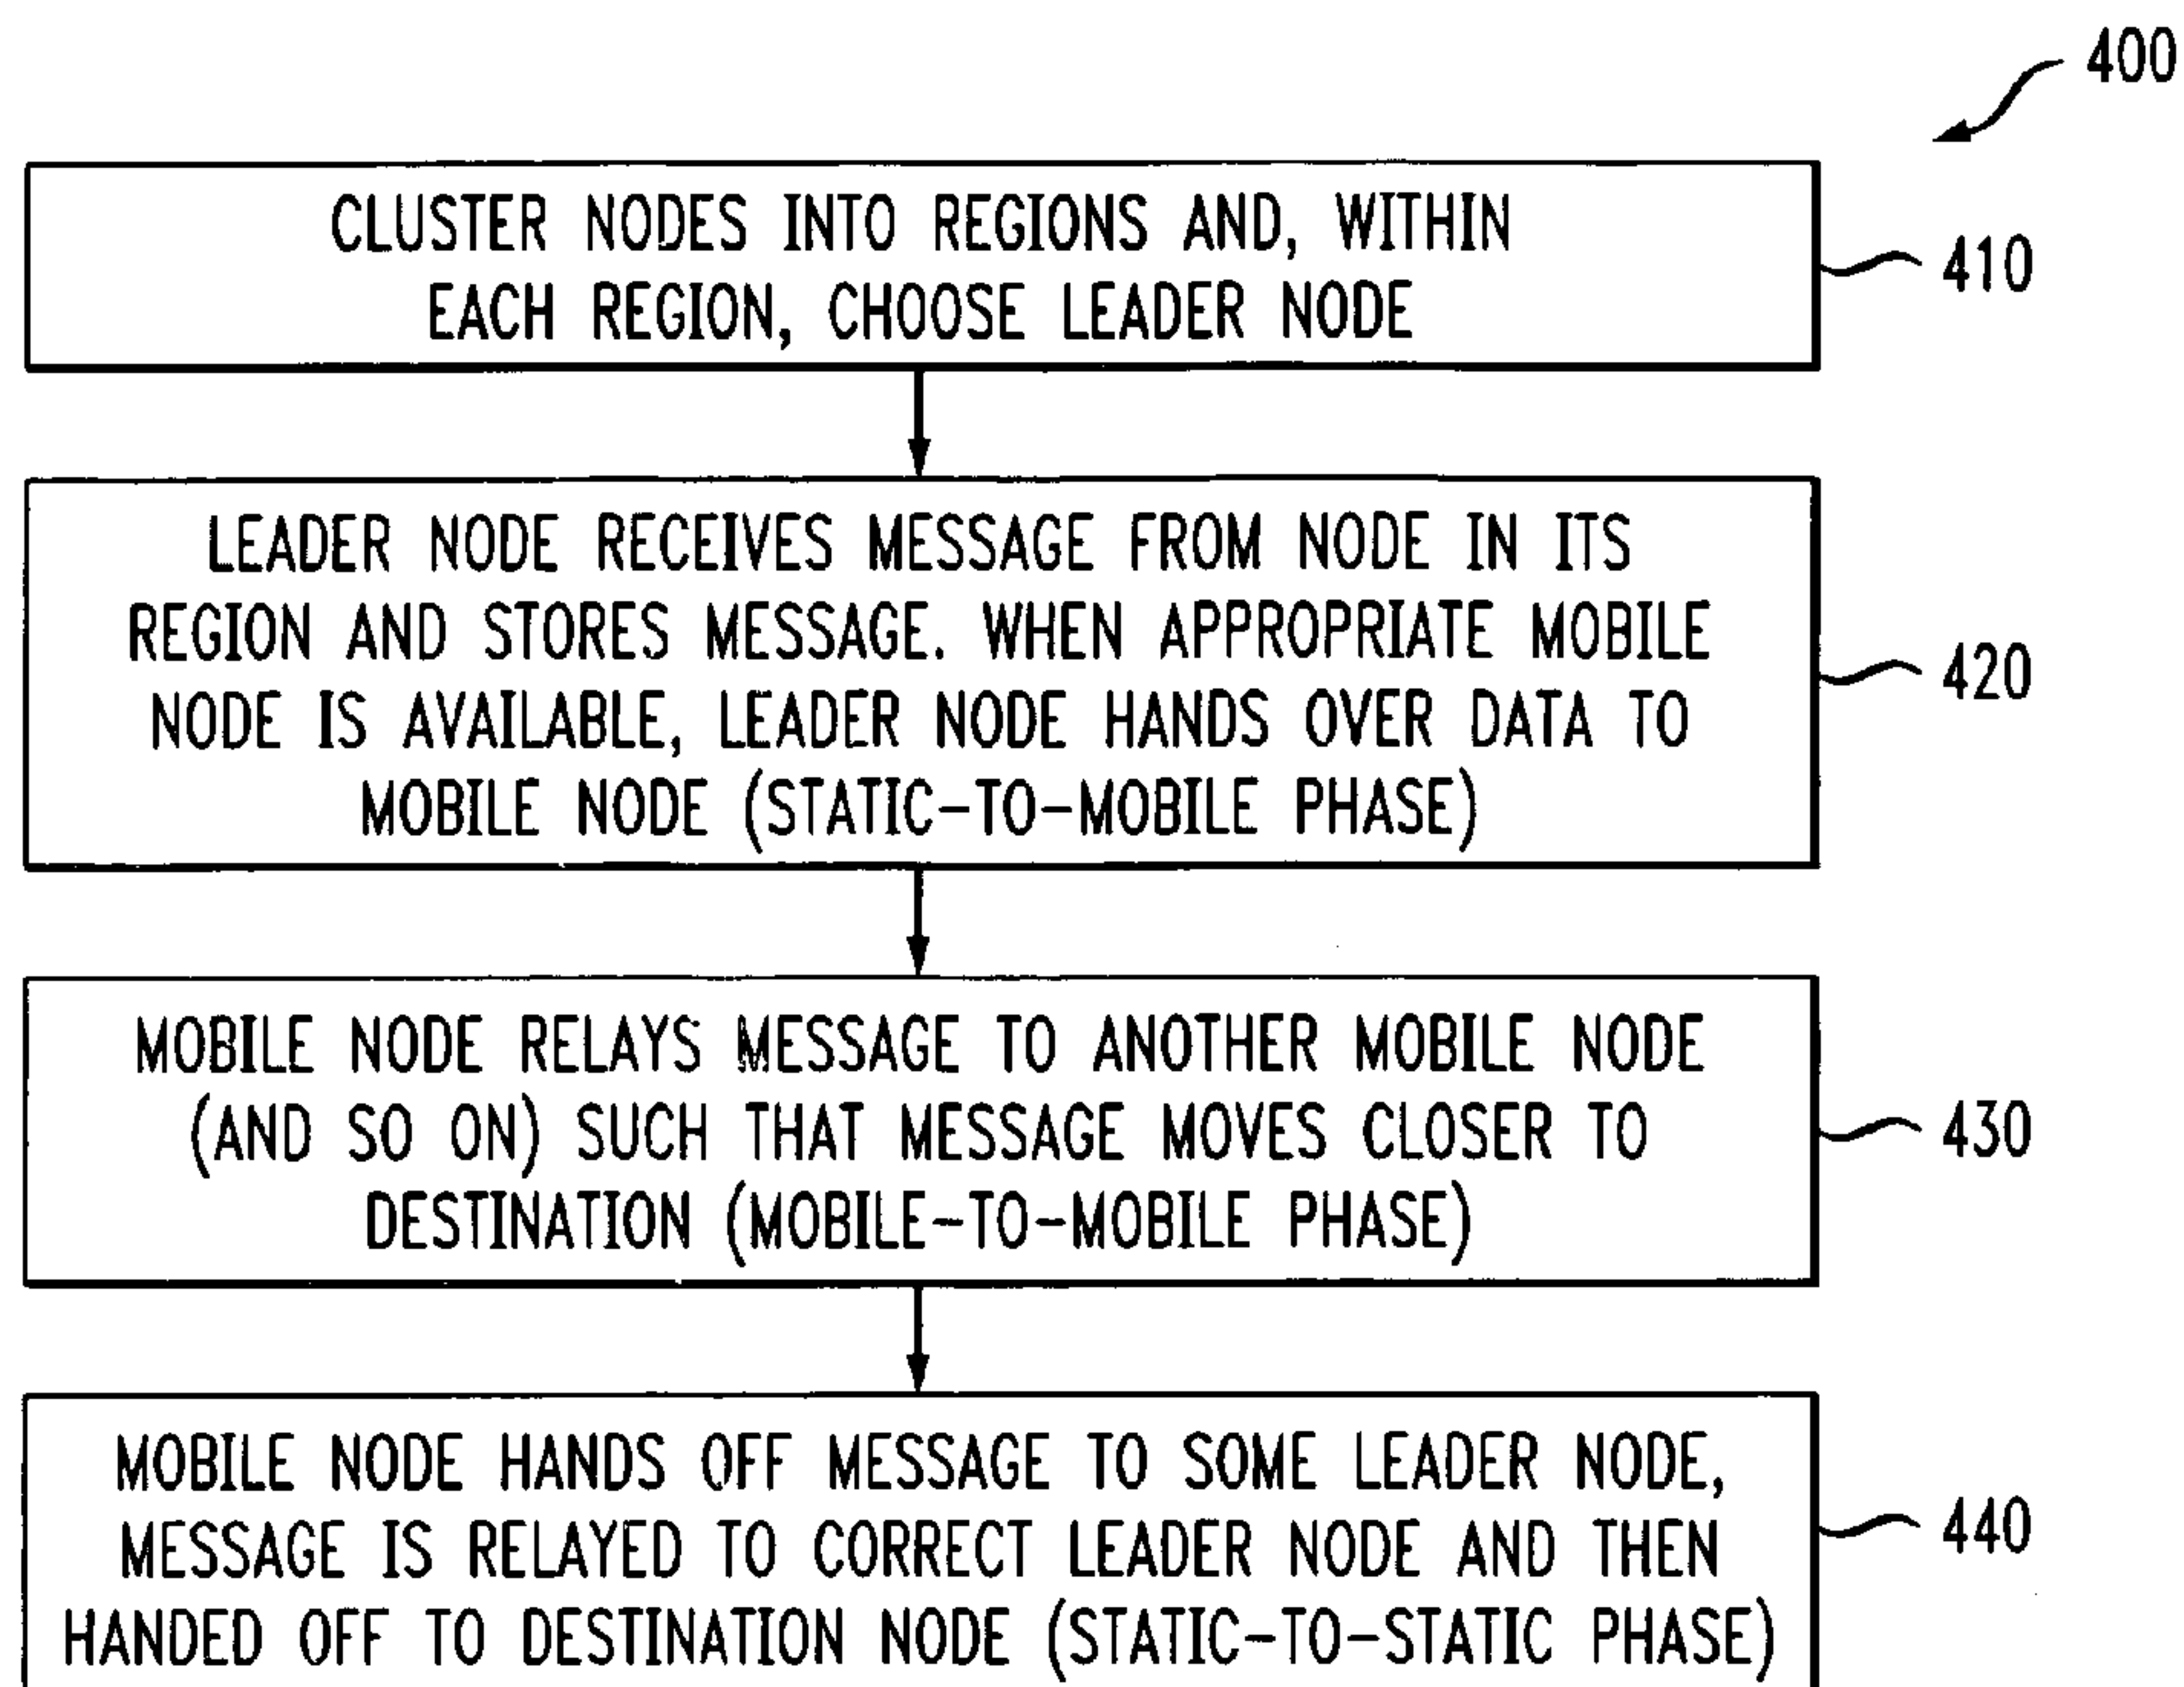 400
CLUSTER NODES INTO REGIONS AND, WITHIN
EACH REGION, CHOOSE LEADER NODE
410
LEADER NODE RECEIVES MESSAGE FROM NODE IN ITS
REGION AND STORES MESSAGE. WHEN APPROPRIATE MOBILE
NODE IS AVAILABLE, LEADER NODE HANDS OVER DATA TO
MOBILE NODE (STATIC-TO-MOBILE PHASE)
420
MOBILE NODE RELAYS MESSAGE TO ANOTHER MOBILE NODE
(AND SO ON) SUCH THAT MESSAGE MOVES CLOSER TO
DESTINATION (MOBILE-TO-MOBILE PHASE)
430
MOBILE NODE HANDS OFF MESSAGE TO SOME LEADER NODE,
MESSAGE IS RELAYED TO CORRECT LEADER NODE AND THEN
HANDED OFF TO DESTINATION NODE (STATIC-TO-STATIC PHASE)
440